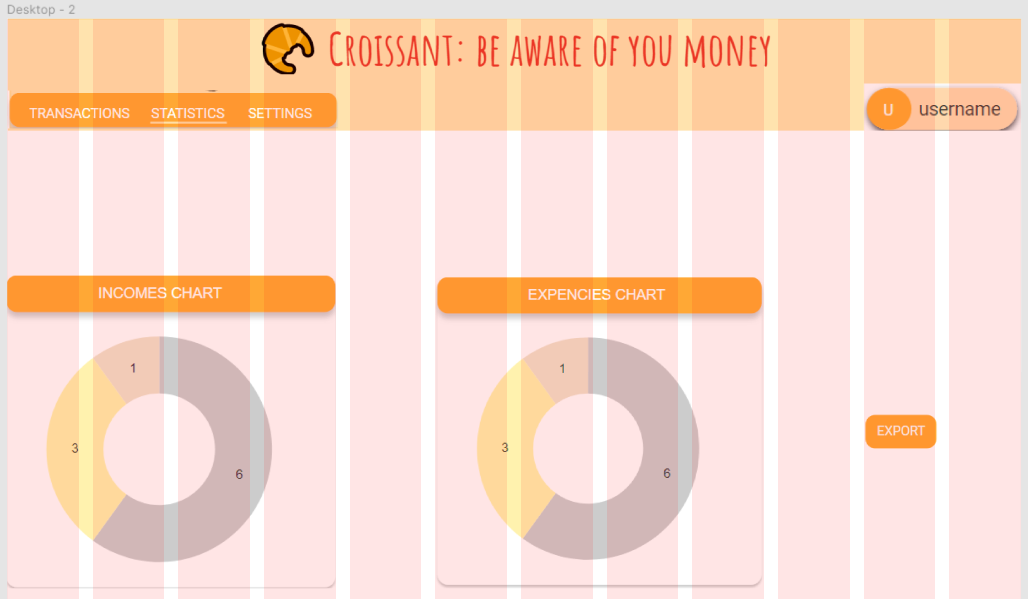 Desktop - 2
CROISSANT: BE AWARE OF YOU MONEY
TRANSACTIONS STATISTICS SETTINGS
U username
INCOMES CHART
EXPENCIES CHART
1
3
6
1
3
6
EXPORT